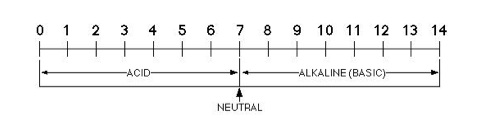 0 1 2 3 4 5 6 7 8 9 10 11 12 13 14
ACID ALKALINE (BASIC)
NEUTRAL